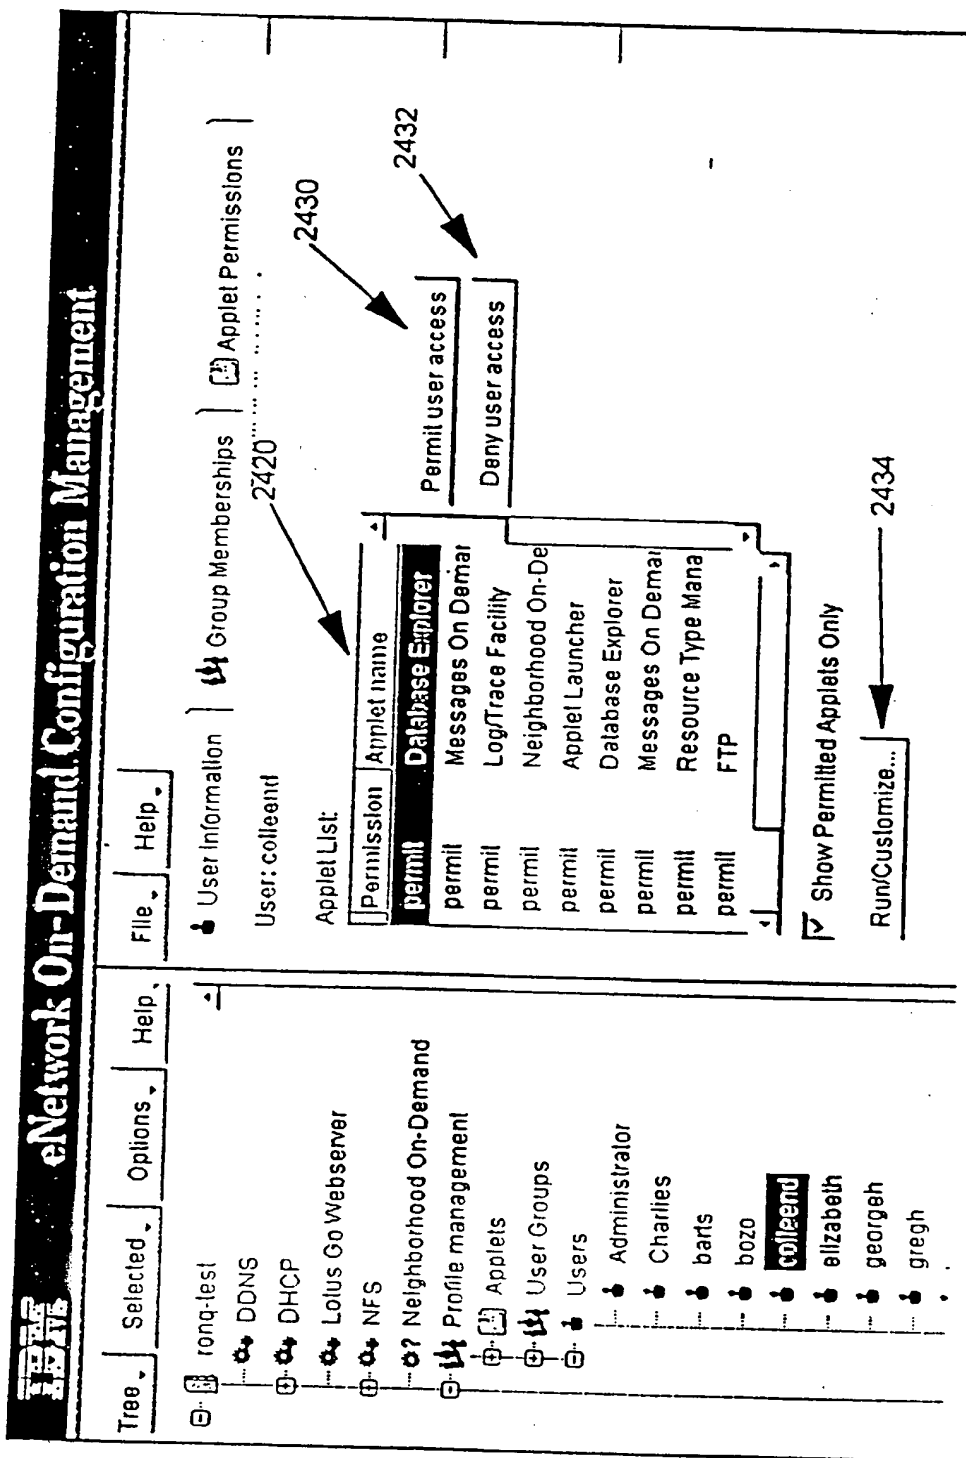 IBM eNetwork On-Demand Configuration Management
Tree Selected Options Help
File Help
ronq-test
DDNS
DHCP
Lotus Go Webserver
NFS
? Neighborhood On-Demand
Profile management
Applets
User Groups
Users
Administrator
Charlies
barts
bozo
colleend
elizabeth
georgeh
gregh
User Information Group Memberships Applet Permissions
User: colleend
2420
Applet List:
Permission Applet name
permit Database Explorer
permit Messages On Deman
permit Log/Trace Facility
permit Neighborhood On-De
permit Applet Launcher
permit Database Explorer
permit Messages On Deman
permit Resource Type Mana
permit FTP
Permit user access
2430
Deny user access
2432
Show Permitted Applets Only
Run/Customize...
2434